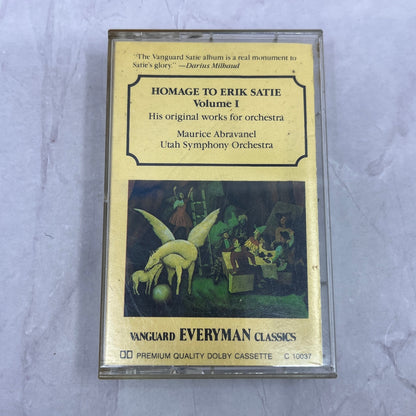 "The Vanguard Satie album is a real monument to
Satie's glory." —Darius Milhaud
HOMAGE TO ERIK SATIE
Volume I
His original works for orchestra
Maurice Abravanel
Utah Symphony Orchestra
VANGUARD EVERYMAN CLASSICS
PREMIUM QUALITY DOLBY CASSETTE C 10037